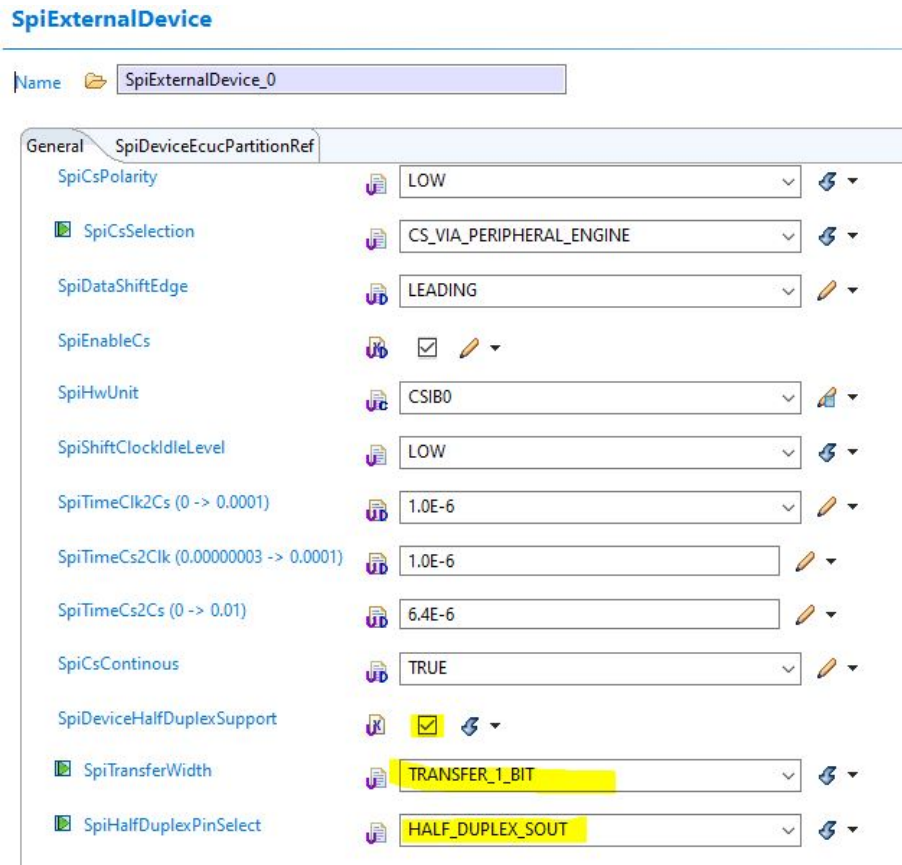 SpiExternalDevice
Name SpiExternalDevice_0
General SpiDeviceEcucPartitionRef
SpiCsPolarity LOW
SpiCsSelection CS_VIA_PERIPHERAL_ENGINE
SpiDataShiftEdge LEADING
SpiEnableCs
SpiHwUnit CSIB0
SpiShiftClockIdleLevel LOW
SpiTimeClk2Cs (0 -> 0.0001) 1.0E-6
SpiTimeCs2Clk (0.00000003 -> 0.0001) 1.0E-6
SpiTimeCs2Cs (0 -> 0.01) 6.4E-6
SpiCsContinous TRUE
SpiDeviceHalfDuplexSupport
SpiTransferWidth TRANSFER_1_BIT
SpiHalfDuplexPinSelect HALF_DUPLEX_SOUT